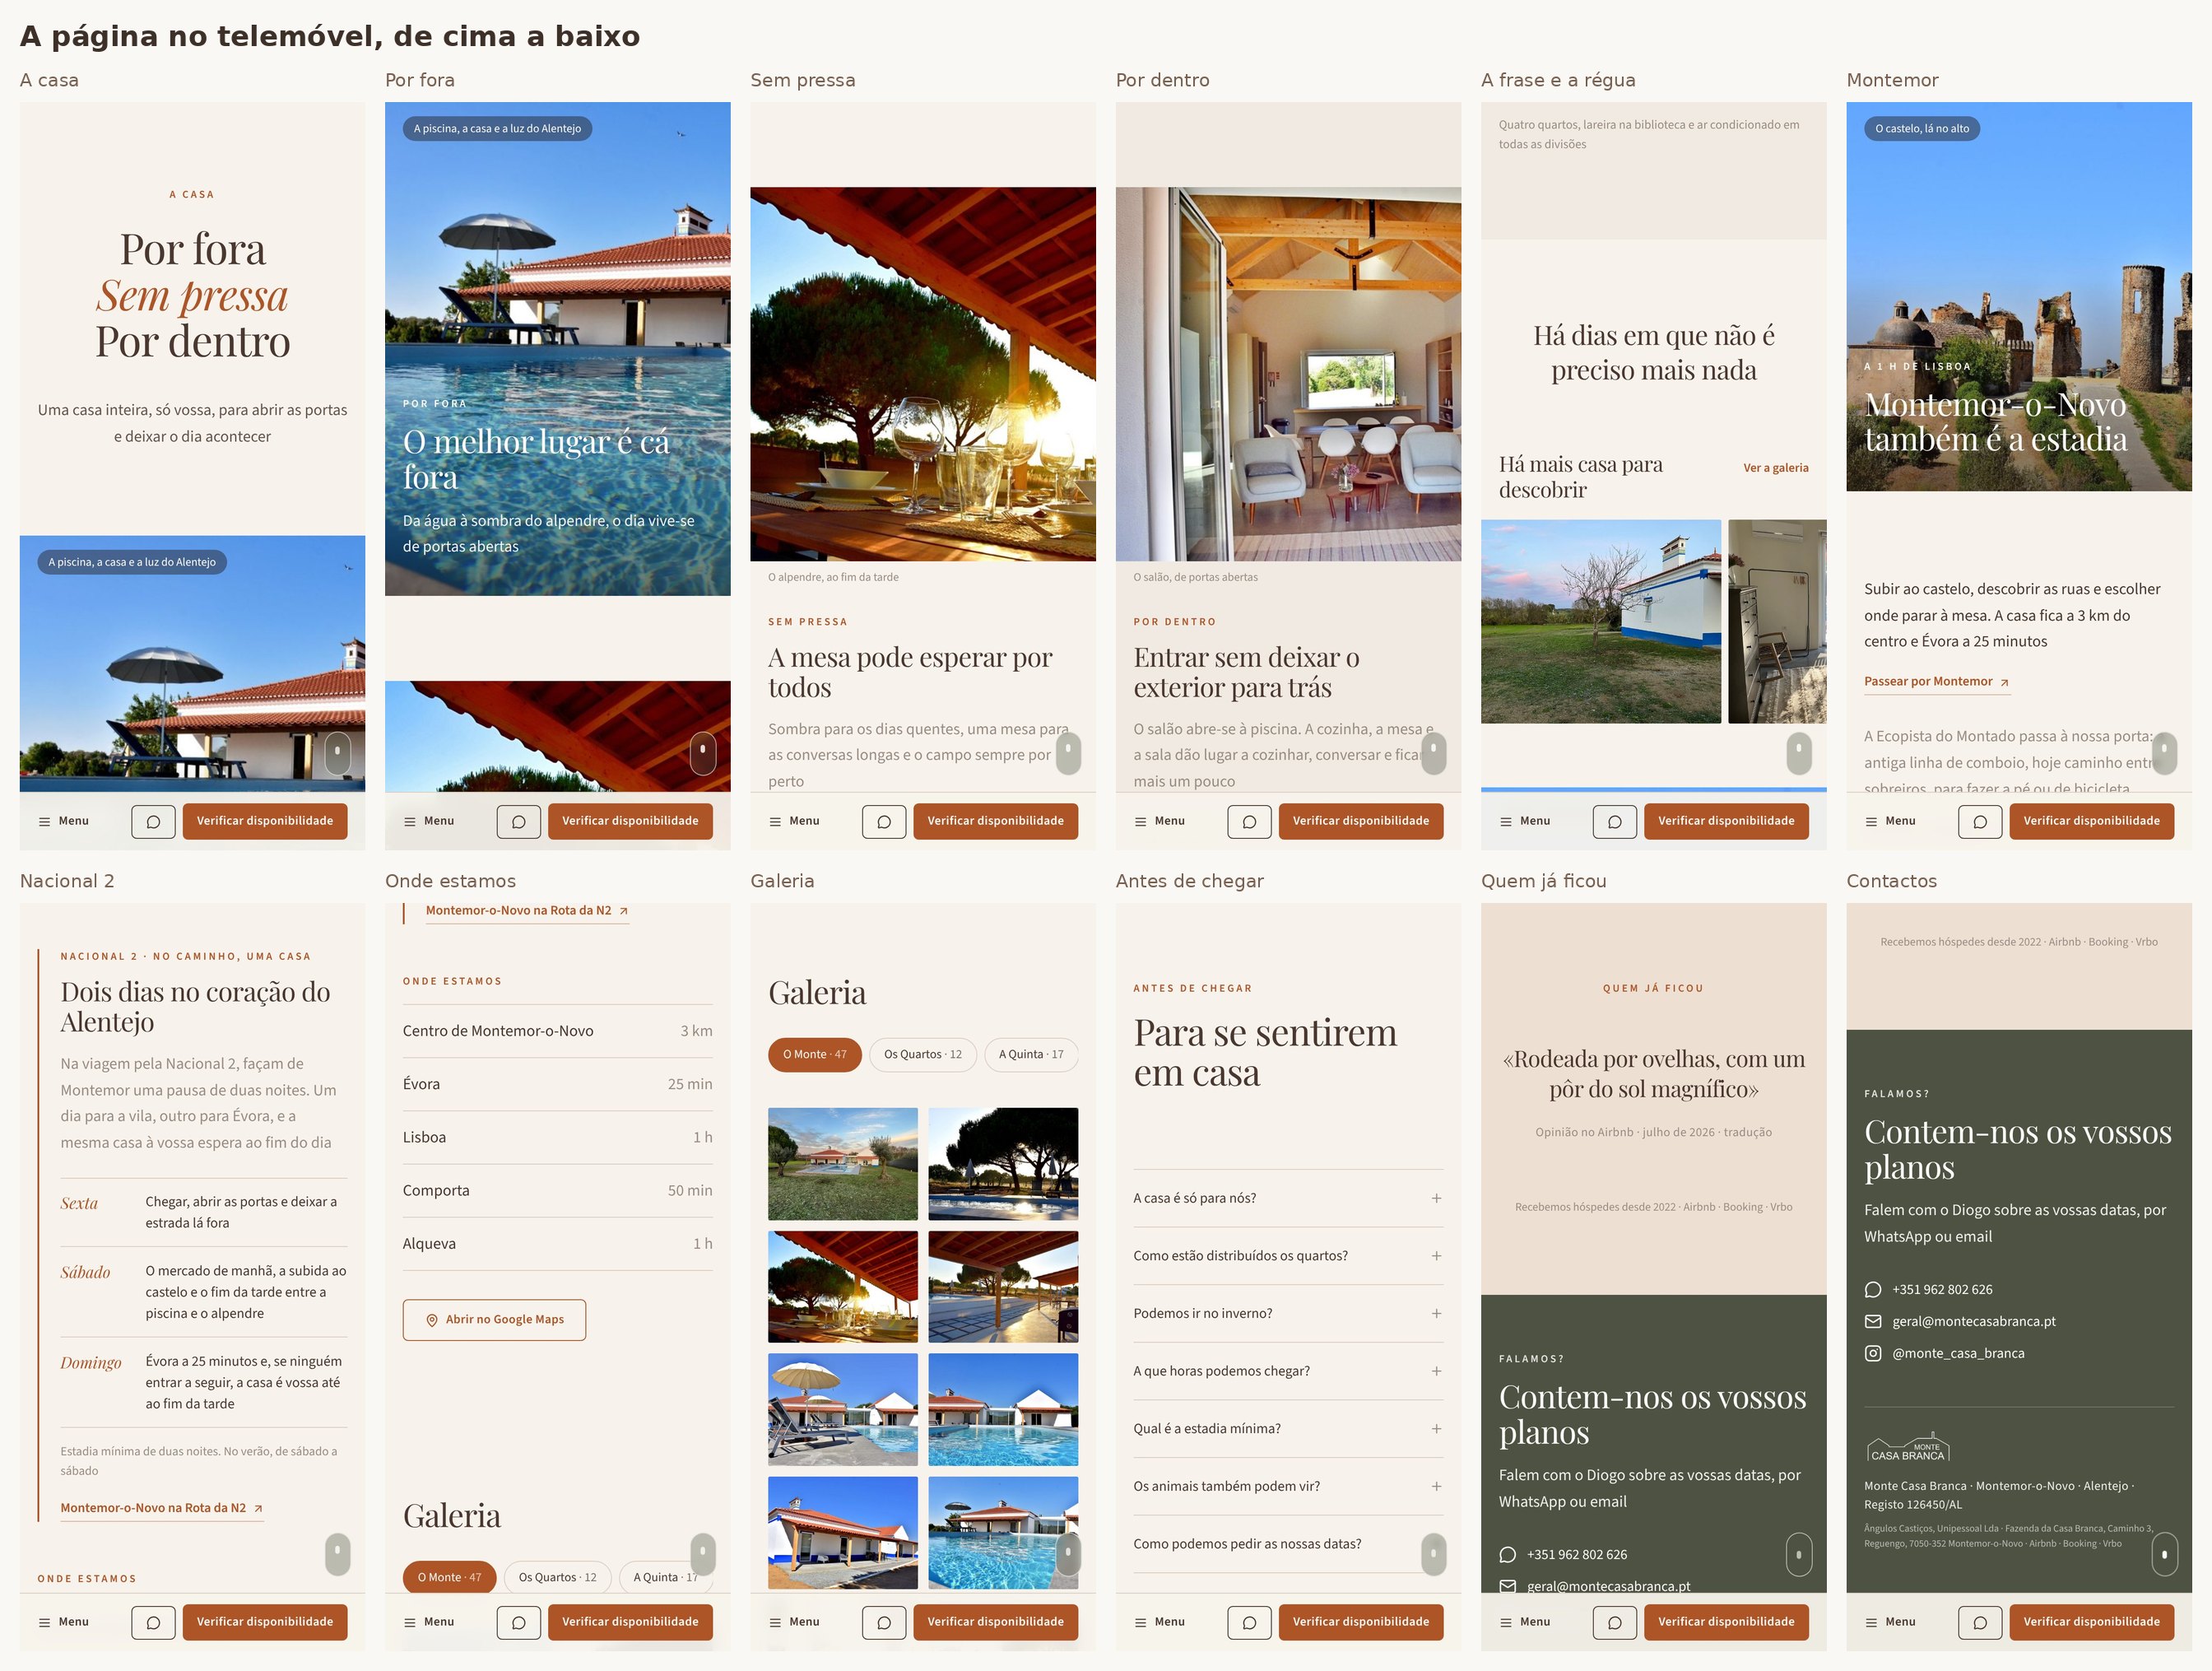 A página no telemóvel, de cima a baixo
A casa
A CASA
Por fora
Sem pressa
Por dentro
Uma casa inteira, só vossa, para abrir as portas
e deixar o dia acontecer
A piscina, a casa e a luz do Alentejo
Menu
Verificar disponibilidade
Por fora
A piscina, a casa e a luz do Alentejo
POR FORA
O melhor lugar é cá
fora
Da água à sombra do alpendre, o dia vive-se
de portas abertas
Menu
Verificar disponibilidade
Sem pressa
O alpendre, ao fim da tarde
SEM PRESSA
A mesa pode esperar por
todos
Sombra para os dias quentes, uma mesa para
as conversas longas e o campo sempre por
perto
Menu
Verificar disponibilidade
Por dentro
O salão, de portas abertas
POR DENTRO
Entrar sem deixar o
exterior para trás
O salão abre-se à piscina. A cozinha, a mesa e
a sala dão lugar a cozinhar, conversar e ficar
mais um pouco
Menu
Verificar disponibilidade
A frase e a régua
Quatro quartos, lareira na biblioteca e ar condicionado em
todas as divisões
Há dias em que não é
preciso mais nada
Há mais casa para
descobrir
Ver a galeria
Menu
Verificar disponibilidade
Montemor
O castelo, lá no alto
A 1 H DE LISBOA
Montemor-o-Novo
também é a estadia
Subir ao castelo, descobrir as ruas e escolher
onde parar à mesa. A casa fica a 3 km do
centro e Évora a 25 minutos
Passear por Montemor
A Ecopista do Montado passa à nossa porta:
antiga linha de comboio, hoje caminho entre
sobreiros, para fazer a pé ou de bicicleta
Menu
Verificar disponibilidade
Nacional 2
NACIONAL 2 · NO CAMINHO, UMA CASA
Dois dias no coração do
Alentejo
Na viagem pela Nacional 2, façam de
Montemor uma pausa de duas noites. Um
dia para a vila, outro para Évora, e a
mesma casa à vossa espera ao fim do dia
Sexta
Chegar, abrir as portas e deixar a
estrada lá fora
Sábado
O mercado de manhã, a subida ao
castelo e o fim da tarde entre a
piscina e o alpendre
Domingo
Évora a 25 minutos e, se ninguém
entrar a seguir, a casa é vossa até
ao fim da tarde
Estadia mínima de duas noites. No verão, de sábado a
sábado
Montemor-o-Novo na Rota da N2
ONDE ESTAMOS
Menu
Verificar disponibilidade
Onde estamos
Montemor-o-Novo na Rota da N2
ONDE ESTAMOS
Centro de Montemor-o-Novo 3 km
Évora 25 min
Lisboa 1 h
Comporta 50 min
Alqueva 1 h
Abrir no Google Maps
Galeria
O Monte · 47
Os Quartos · 12
A Quinta · 17
Menu
Verificar disponibilidade
Galeria
Galeria
O Monte · 47
Os Quartos · 12
A Quinta · 17
Menu
Verificar disponibilidade
Antes de chegar
ANTES DE CHEGAR
Para se sentirem
em casa
A casa é só para nós?
Como estão distribuídos os quartos?
Podemos ir no inverno?
A que horas podemos chegar?
Qual é a estadia mínima?
Os animais também podem vir?
Como podemos pedir as nossas datas?
Menu
Verificar disponibilidade
Quem já ficou
QUEM JÁ FICOU
«Rodeada por ovelhas, com um
pôr do sol magnífico»
Opinião no Airbnb · julho de 2026 · tradução
Recebemos hóspedes desde 2022 · Airbnb · Booking · Vrbo
FALAMOS?
Contem-nos os vossos
planos
Falem com o Diogo sobre as vossas datas, por
WhatsApp ou email
+351 962 802 626
geral@montecasabranca.pt
Menu
Verificar disponibilidade
Contactos
Recebemos hóspedes desde 2022 · Airbnb · Booking · Vrbo
FALAMOS?
Contem-nos os vossos
planos
Falem com o Diogo sobre as vossas datas, por
WhatsApp ou email
+351 962 802 626
geral@montecasabranca.pt
@monte_casa_branca
MONTE
CASA BRANCA
Monte Casa Branca · Montemor-o-Novo · Alentejo ·
Registo 126450/AL
Ângulos Castiços, Unipessoal Lda · Fazenda da Casa Branca, Caminho 3,
Reguengo, 7050-352 Montemor-o-Novo · Airbnb · Booking · Vrbo
Menu
Verificar disponibilidade